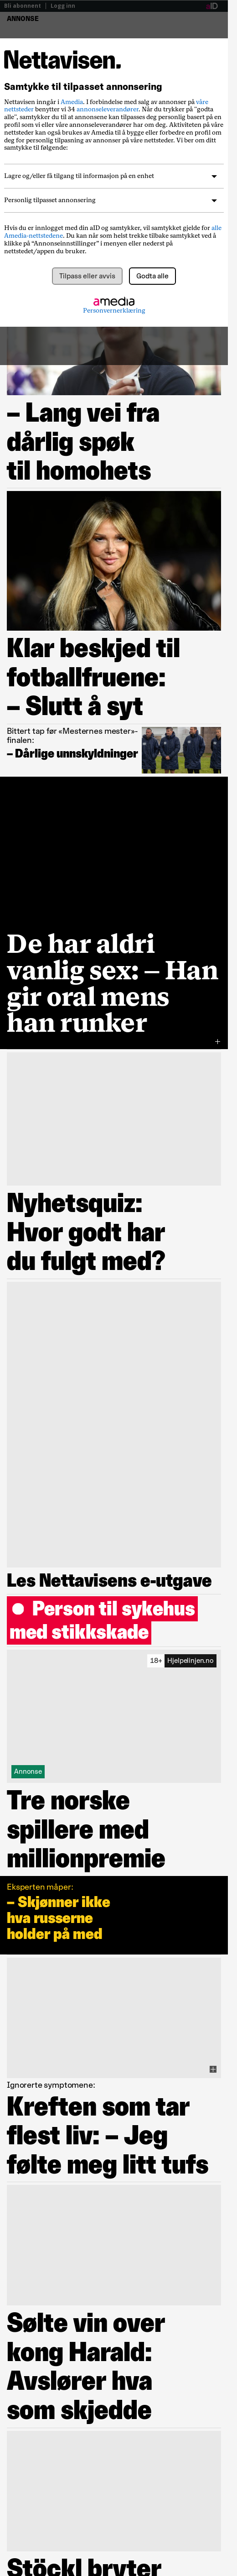 Bli abonnent | Logg inn
ANNONSE
Nettavisen.
Samtykke til tilpasset annonsering
Nettavisen inngår i Amedia. I forbindelse med salg av annonser på våre
nettsteder benytter vi 34 annonseleverandører. Når du trykker på "godta
alle", samtykker du til at annonsene kan tilpasses deg personlig basert på en
profil som vi eller våre annonseleverandører har om deg. Aktiviteten på våre
nettsteder kan også brukes av Amedia til å bygge eller forbedre en profil om
deg for personlig tilpasning av annonser på våre nettsteder. Vi ber om ditt
samtykke til følgende:
Lagre og/eller få tilgang til informasjon på en enhet
Personlig tilpasset annonsering
Hvis du er innlogget med din aID og samtykker, vil samtykket gjelde for alle
Amedia-nettstedene. Du kan når som helst trekke tilbake samtykket ved å
klikke på “Annonseinnstillinger” i menyen eller nederst på
nettstedet/appen du bruker.
Tilpass eller avvis
Godta alle
amedia
Personvernerklæring
– Lang vei fra
dårlig spøk
til homohets
Klar beskjed til
fotballfruene:
– Slutt å syt
Bittert tap før «Mesternes mester»-
finalen:
– Dårlige unnskyldninger
De har aldri
vanlig sex: – Han
gir oral mens
han runker
Nyhetsquiz:
Hvor godt har
du fulgt med?
Les Nettavisens e-utgave
Person til sykehus
med stikkskade
18+ Hjelpelinjen.no
Annonse
Tre norske
spillere med
millionpremie
Eksperten måper:
– Skjønner ikke
hva russerne
holder på med
Ignorerte symptomene:
Kreften som tar
flest liv: – Jeg
følte meg litt tufs
Sølte vin over
kong Harald:
Avslører hva
som skjedde
Stöckl bryter